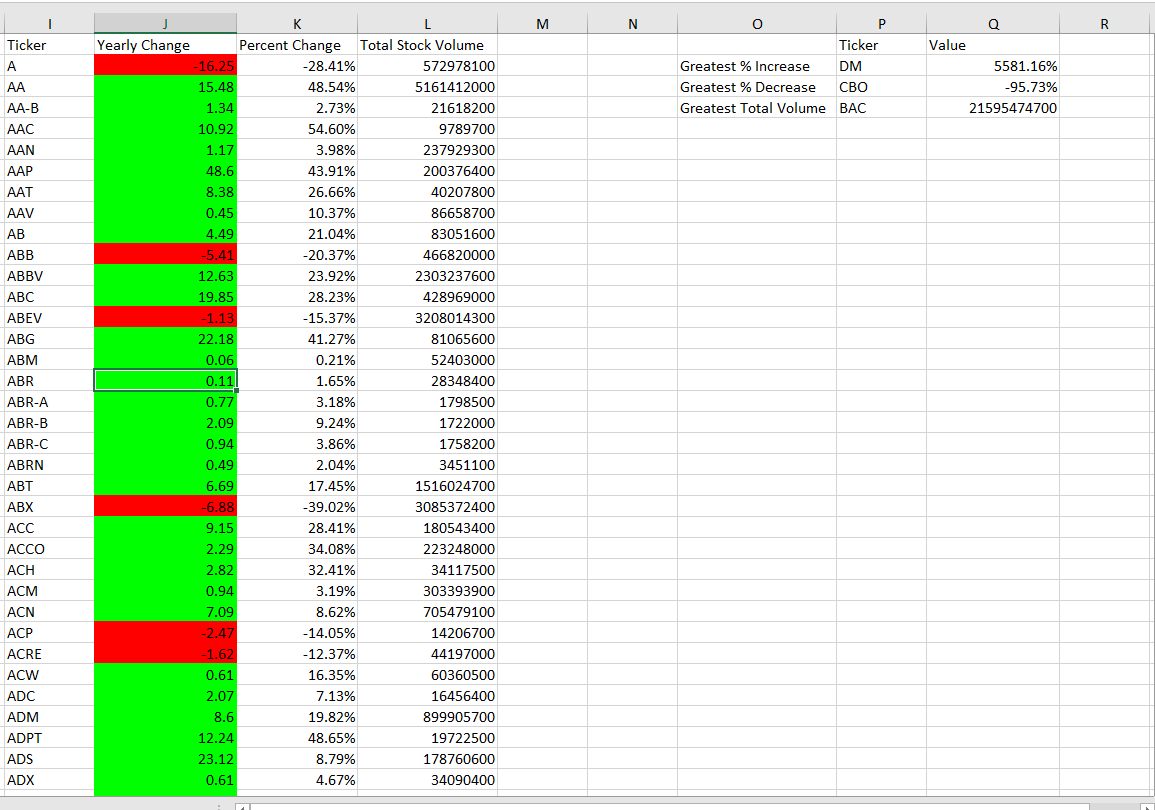 I J K L M N O P Q R
Ticker Yearly Change Percent Change Total Stock Volume Ticker Value
A -16.25 -28.41% 572978100 Greatest % Increase DM 5581.16%
AA 15.48 48.54% 5161412000 Greatest % Decrease CBO -95.73%
AA-B 1.34 2.73% 21618200 Greatest Total Volume BAC 21595474700
AAC 10.92 54.60% 9789700
AAN 1.17 3.98% 237929300
AAP 48.6 43.91% 200376400
AAT 8.38 26.66% 40207800
AAV 0.45 10.37% 86658700
AB 4.49 21.04% 83051600
ABB -5.41 -20.37% 466820000
ABBV 12.63 23.92% 2303237600
ABC 19.85 28.23% 428969000
ABEV -1.13 -15.37% 3208014300
ABG 22.18 41.27% 81065600
ABM 0.06 0.21% 52403000
ABR 0.11 1.65% 28348400
ABR-A 0.77 3.18% 1798500
ABR-B 2.09 9.24% 1722000
ABR-C 0.94 3.86% 1758200
ABRN 0.49 2.04% 3451100
ABT 6.69 17.45% 1516024700
ABX -6.88 -39.02% 3085372400
ACC 9.15 28.41% 180543400
ACCO 2.29 34.08% 223248000
ACH 2.82 32.41% 34117500
ACM 0.94 3.19% 303393900
ACN 7.09 8.62% 705479100
ACP -2.47 -14.05% 14206700
ACRE -1.62 -12.37% 44197000
ACW 0.61 16.35% 60360500
ADC 2.07 7.13% 16456400
ADM 8.6 19.82% 899905700
ADPT 12.24 48.65% 19722500
ADS 23.12 8.79% 178760600
ADX 0.61 4.67% 34090400